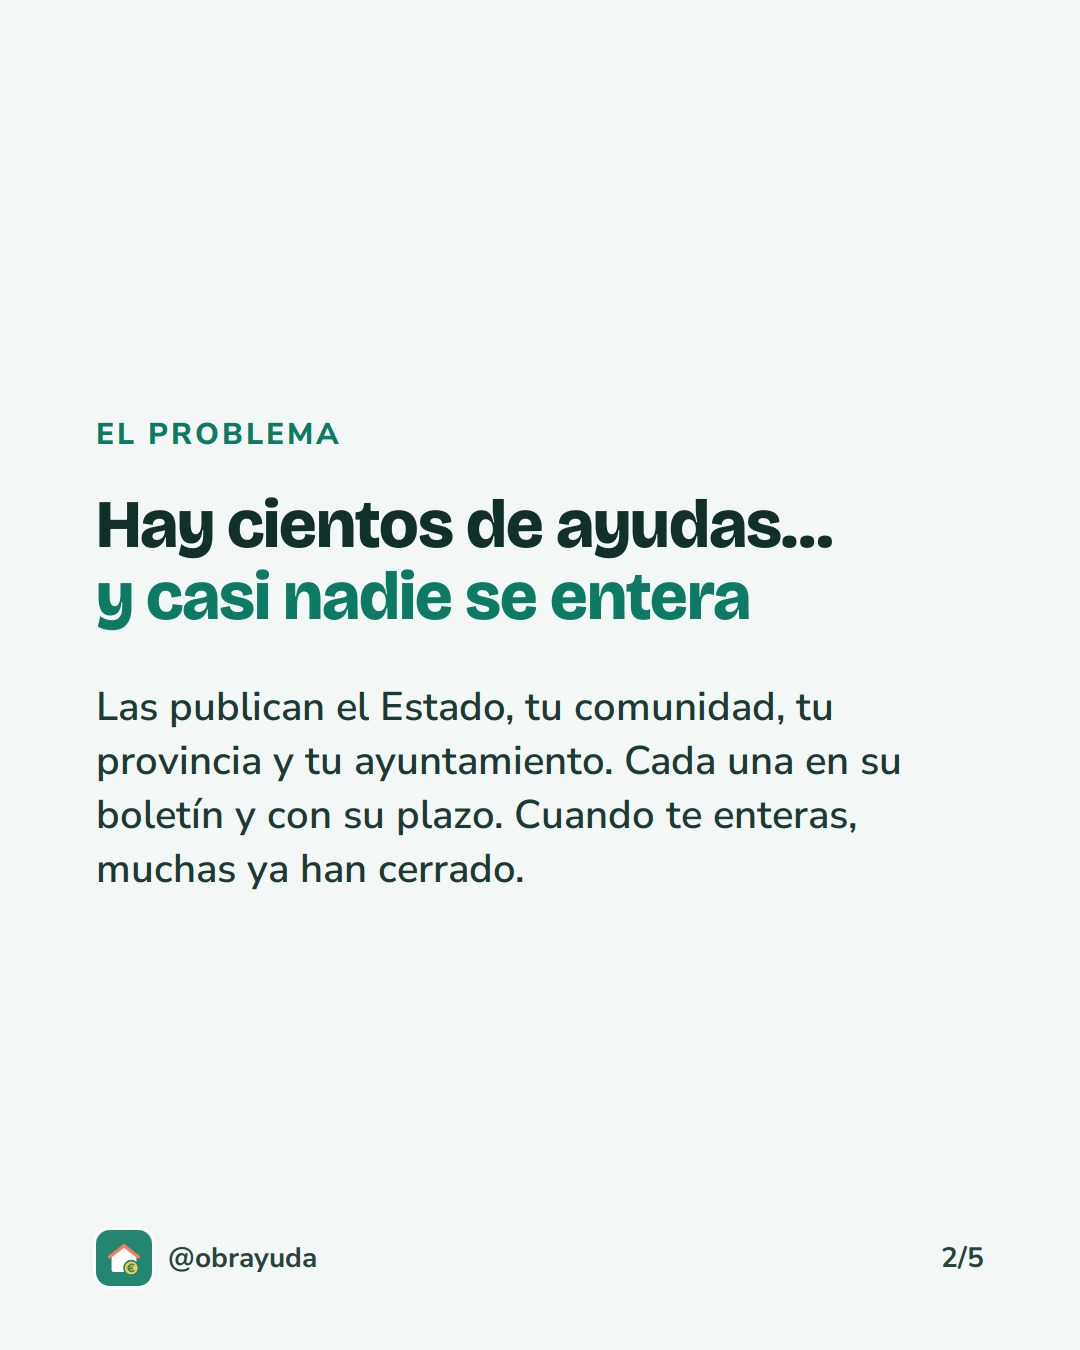 EL PROBLEMA
Hay cientos de ayudas...
y casi nadie se entera
Las publican el Estado, tu comunidad, tu
provincia y tu ayuntamiento. Cada una en su
boletín y con su plazo. Cuando te enteras,
muchas ya han cerrado.
€
@obrayuda
2/5